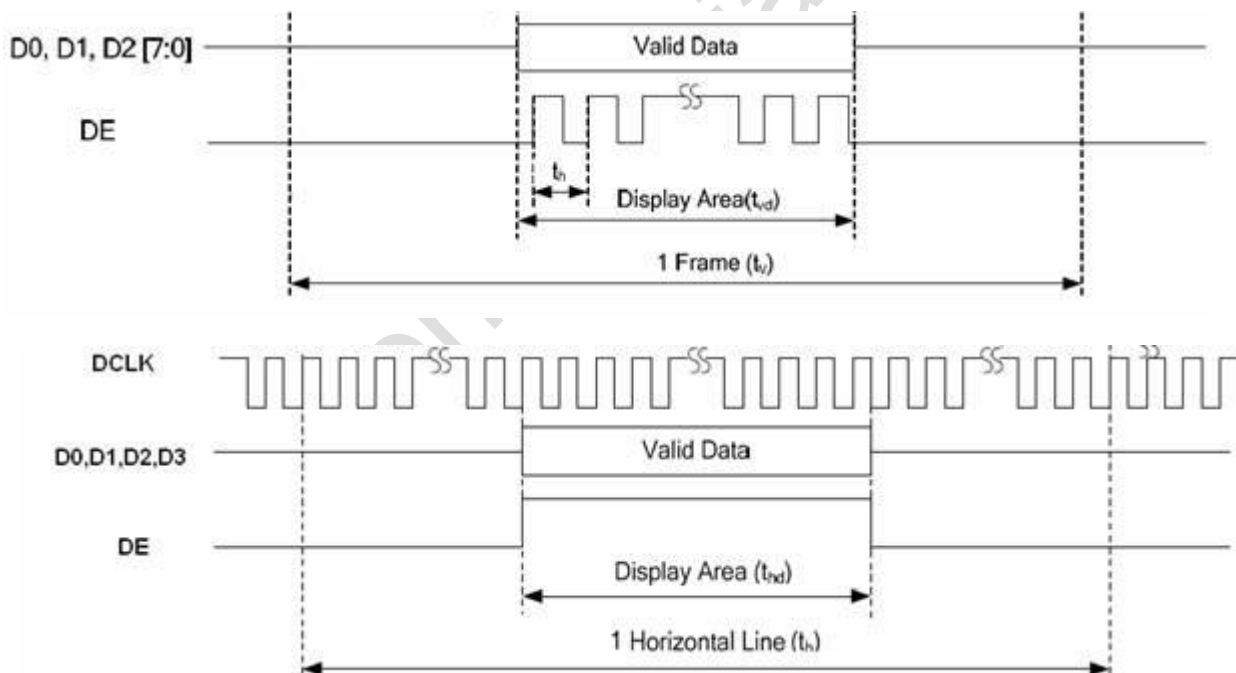 D0, D1, D2 [7:0]
Valid Data
DE
th
Display Area(tvd)
1 Frame (tv)
DCLK
D0,D1,D2,D3
Valid Data
DE
Display Area (thd)
1 Horizontal Line (th)